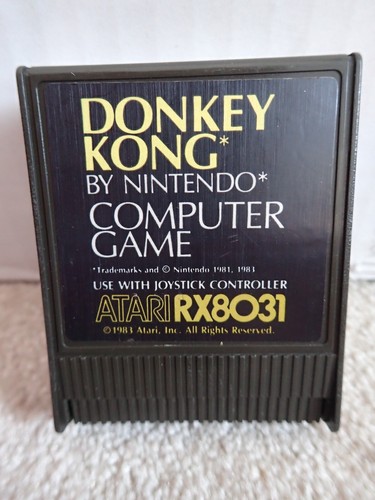 DONKEY
KONG*
BY NINTENDO*
COMPUTER
GAME
*Trademarks and © Nintendo 1981, 1983
USE WITH JOYSTICK CONTROLLER
ATARI RX8031
©1983 Atari, Inc. All Rights Reserved.